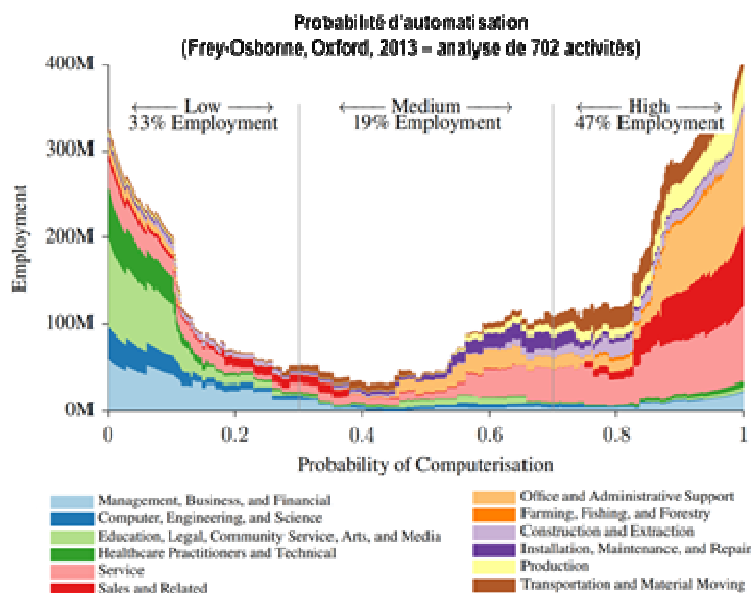 Probabilité d'automatisation
(Frey-Osborne, Oxford, 2013 – analyse de 702 activités)
400M
300M
200M
100M
0M
Employment
Low
33% Employment
Medium
19% Employment
High
47% Employment
0
0.2
0.4
0.6
0.8
1
Probability of Computerisation
Management, Business, and Financial
Computer, Engineering, and Science
Education, Legal, Community Service, Arts, and Media
Healthcare Practitioners and Technical
Service
Sales and Related
Office and Administrative Support
Farming, Fishing, and Forestry
Construction and Extraction
Installation, Maintenance, and Repair
Production
Transportation and Material Moving